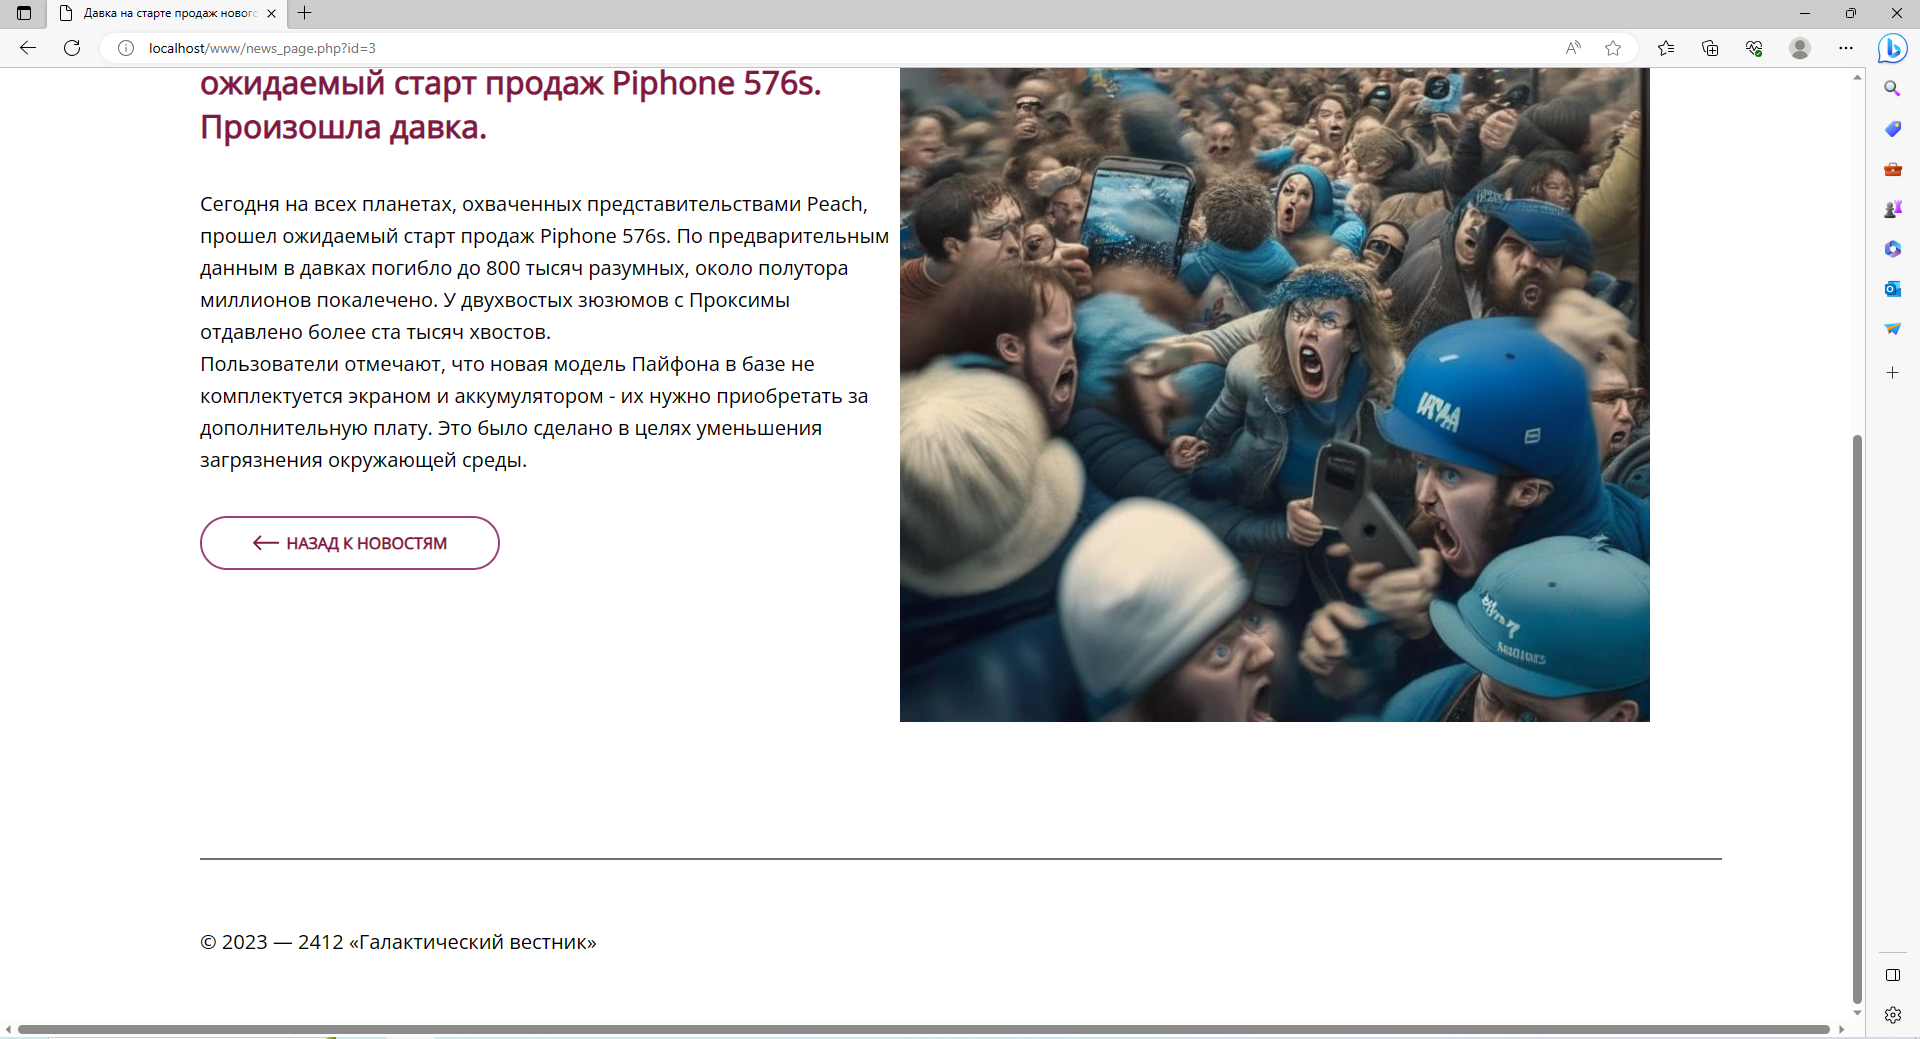 Давка на старте продаж нового
localhost/www/news_page.php?id=3
ожидаемый старт продаж Piphone 576s.
Произошла давка.
Сегодня на всех планетах, охваченных представительствами Peach,
прошел ожидаемый старт продаж Piphone 576s. По предварительным
данным в давках погибло до 800 тысяч разумных, около полутора
миллионов покалечено. У двухвостых зюзюмов с Проксимы
отдавлено более ста тысяч хвостов.
Пользователи отмечают, что новая модель Пайфона в базе не
комплектуется экраном и аккумулятором - их нужно приобретать за
дополнительную плату. Это было сделано в целях уменьшения
загрязнения окружающей среды.
НАЗАД К НОВОСТЯМ
© 2023 — 2412 «Галактический вестник»